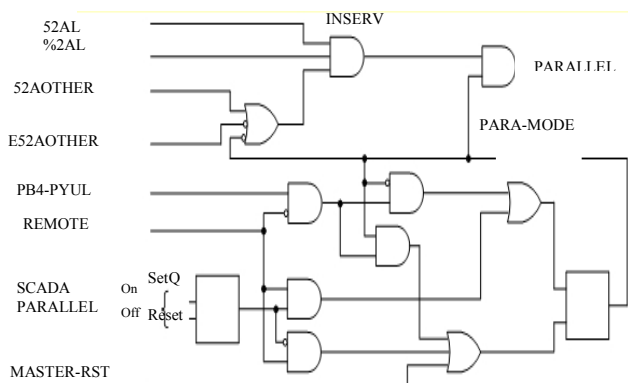 INSERV
52AL
%2AL
PARALLEL
52AOTHER
PARA-MODE
E52AOTHER
PB4-PYUL
REMOTE
On SetQ
SCADA
PARALLEL
Off Reset
MASTER-RST